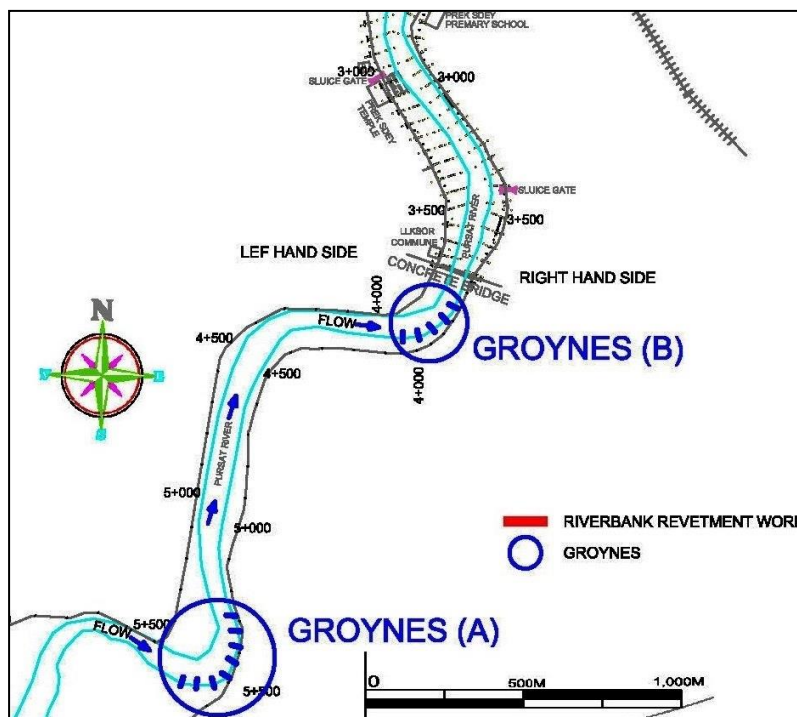 PREK SDEY
PREMARY SCHOOL
3+000
3+000
SLUICE GATE
PREK SDEY
TEMPLE
SLUICE GATE
3+500
3+500
PURSAT RIVER
LLKSOR
COMMUNE
LEF HAND SIDE
CONCRETE BRIDGE
RIGHT HAND SIDE
4+000
N
FLOW
4+500
GROYNES (B)
4+500
4+000
S
PURSAT RIVER
5+000
5+000
RIVERBANK REVETMENT WOR
GROYNES
5+500
FLOW
GROYNES (A)
5+500
O
500M
1,000M